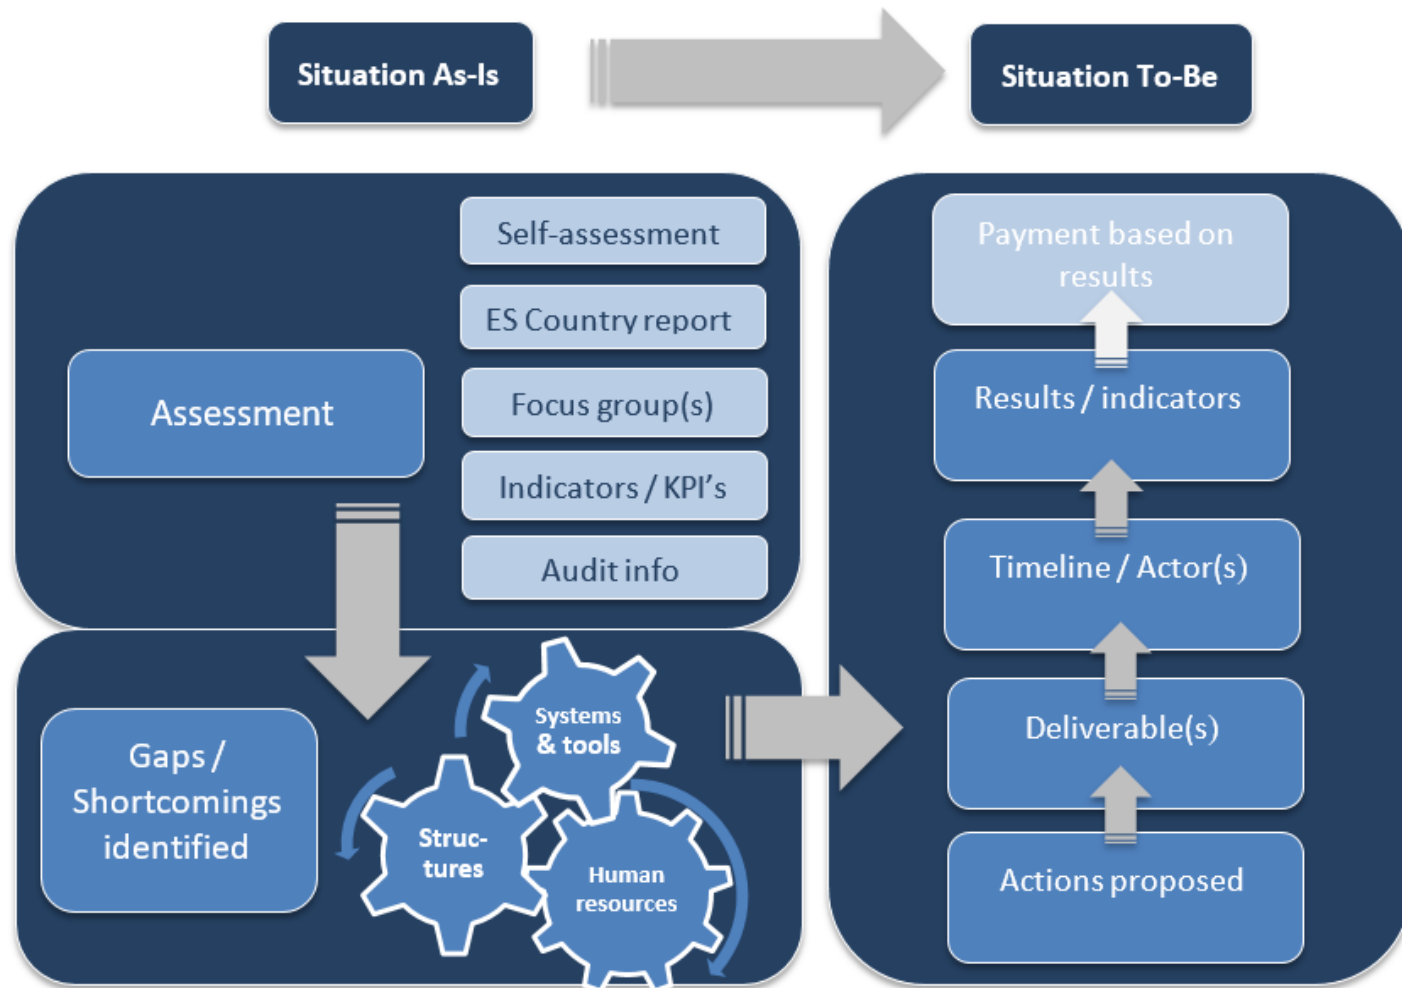 Situation As-Is
Situation To-Be
Assessment
Self-assessment
ES Country report
Focus group(s)
Indicators / KPI's
Audit info
Gaps /
Shortcomings
identified
Systems
& tools
Struc-
tures
Human
resources
Payment based on
results
Results / indicators
Timeline / Actor(s)
Deliverable(s)
Actions proposed